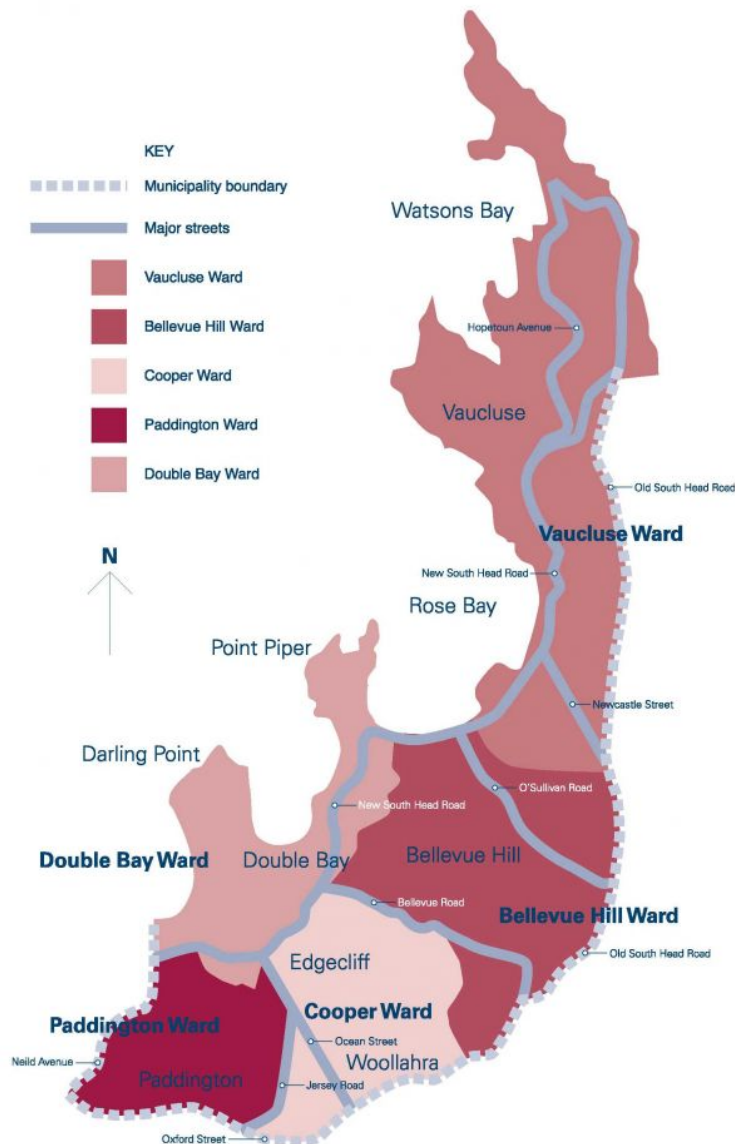 KEY
Municipality boundary
Major streets
Vaucluse Ward
Bellevue Hill Ward
Cooper Ward
Paddington Ward
Double Bay Ward
N
Watsons Bay
Hopetoun Avenue
Vaucluse
Old South Head Road
Vaucluse Ward
New South Head Road
Rose Bay
Point Piper
Newcastle Street
Darling Point
O'Sullivan Road
New South Head Road
Double Bay Ward
Double Bay
Bellevue Hill
Bellevue Road
Bellevue Hill Ward
Old South Head Road
Edgecliff
Cooper Ward
Paddington Ward
Ocean Street
Woollahra
Neild Avenue
Paddington
Jersey Road
Oxford Street